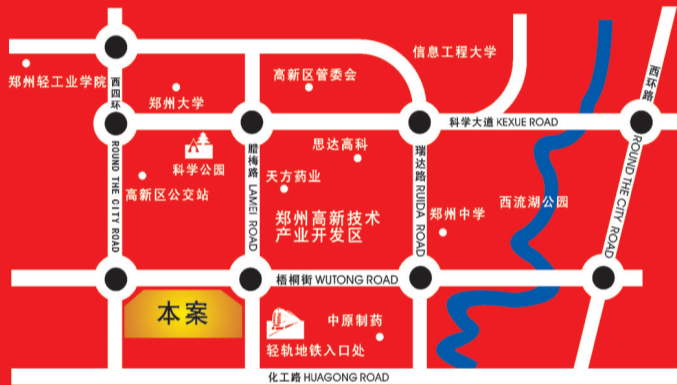 信息工程大学
郑州轻工业学院
高新区管委会
西四环
西环路
郑州大学
科学大道 KEXUE ROAD
思达高科
科学公园
腊梅路 LAMEI ROAD
瑞达路 RUIDA ROAD
ROUND THE CITY ROAD
ROUND THE CITY ROAD
天方药业
高新区公交站
西流湖公园
郑州高新技术
产业开发区
郑州中学
梧桐街 WUTONG ROAD
本案
中原制药
轻轨地铁入口处
化工路 HUAGONG ROAD